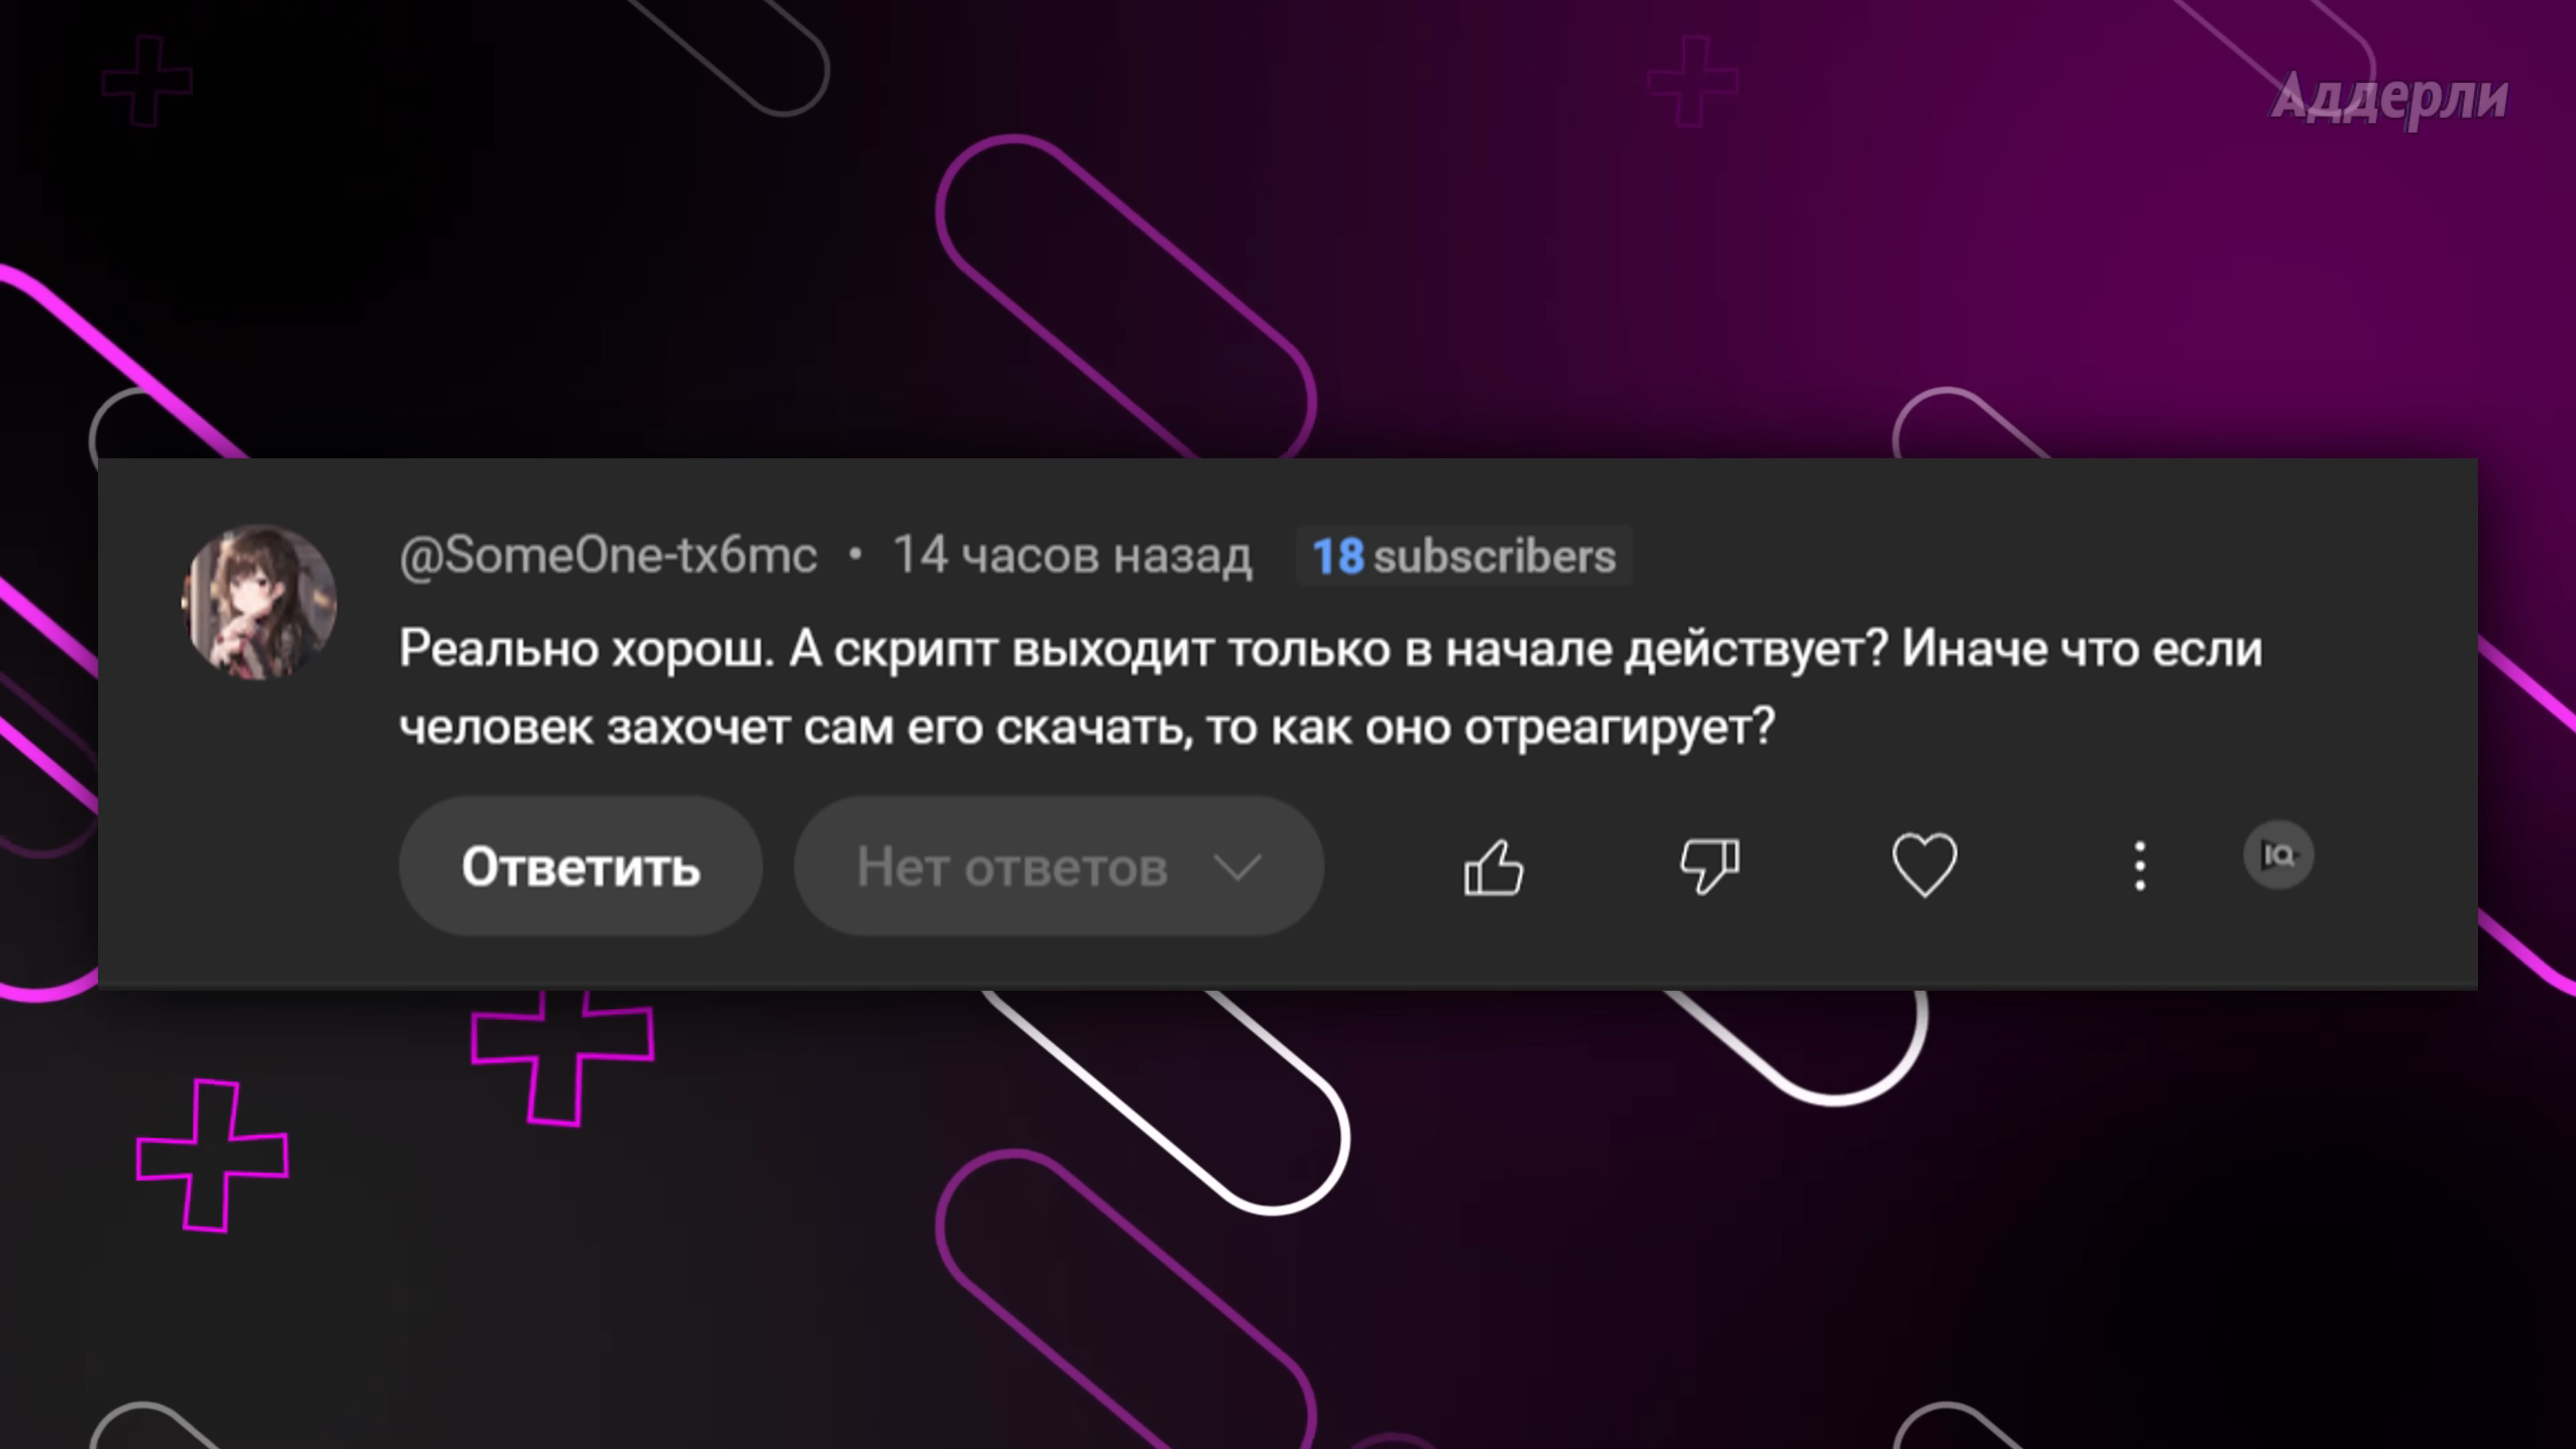 Аддерли
@SomeOne-tx6mc • 14 часов назад 18 subscribers
Реально хорош. А скрипт выходит только в начале действует? Иначе что если
человек захочет сам его скачать, то как оно отреагирует?
Ответить Нет ответов
IQ